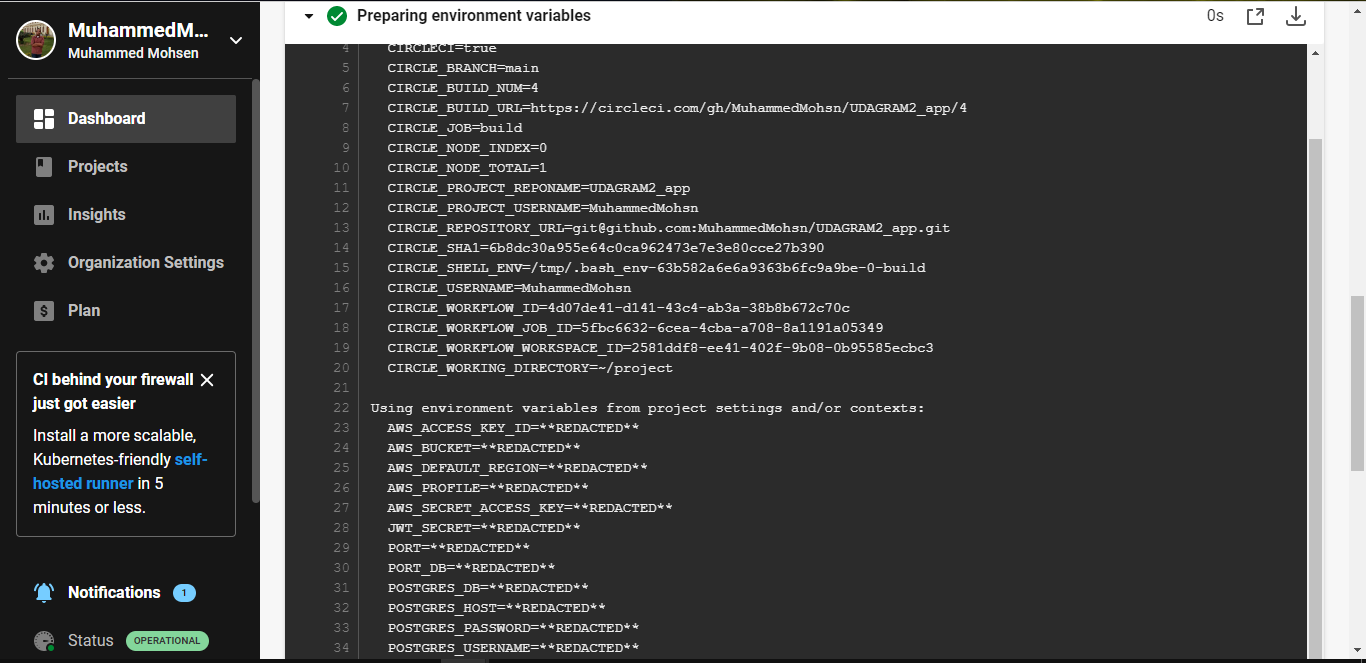 MuhammedM...
Muhammed Mohsen
Dashboard
Projects
Insights
Organization Settings
Plan
CI behind your firewall
just got easier
Install a more scalable,
Kubernetes-friendly self-
hosted runner in 5
minutes or less.
Notifications 1
Status OPERATIONAL
Preparing environment variables 0s
4 CIRCLECI=true
5 CIRCLE_BRANCH=main
6 CIRCLE_BUILD_NUM=4
7 CIRCLE_BUILD_URL=https://circleci.com/gh/MuhammedMohsn/UDAGRAM2_app/4
8 CIRCLE_JOB=build
9 CIRCLE_NODE_INDEX=0
10 CIRCLE_NODE_TOTAL=1
11 CIRCLE_PROJECT_REPONAME=UDAGRAM2_app
12 CIRCLE_PROJECT_USERNAME=MuhammedMohsn
13 CIRCLE_REPOSITORY_URL=git@github.com:MuhammedMohsn/UDAGRAM2_app.git
14 CIRCLE_SHA1=6b8dc30a955e64c0ca962473e7e3e80cce27b390
15 CIRCLE_SHELL_ENV=/tmp/.bash_env-63b582a6e6a9363b6fc9a9be-0-build
16 CIRCLE_USERNAME=MuhammedMohsn
17 CIRCLE_WORKFLOW_ID=4d07de41-d141-43c4-ab3a-38b8b672c70c
18 CIRCLE_WORKFLOW_JOB_ID=5fbc6632-6cea-4cba-a708-8a1191a05349
19 CIRCLE_WORKFLOW_WORKSPACE_ID=2581ddf8-ee41-402f-9b08-0b95585ecbc3
20 CIRCLE_WORKING_DIRECTORY=~/project
21
22 Using environment variables from project settings and/or contexts:
23 AWS_ACCESS_KEY_ID=**REDACTED**
24 AWS_BUCKET=**REDACTED**
25 AWS_DEFAULT_REGION=**REDACTED**
26 AWS_PROFILE=**REDACTED**
27 AWS_SECRET_ACCESS_KEY=**REDACTED**
28 JWT_SECRET=**REDACTED**
29 PORT=**REDACTED**
30 PORT_DB=**REDACTED**
31 POSTGRES_DB=**REDACTED**
32 POSTGRES_HOST=**REDACTED**
33 POSTGRES_PASSWORD=**REDACTED**
34 POSTGRES_USERNAME=**REDACTED**